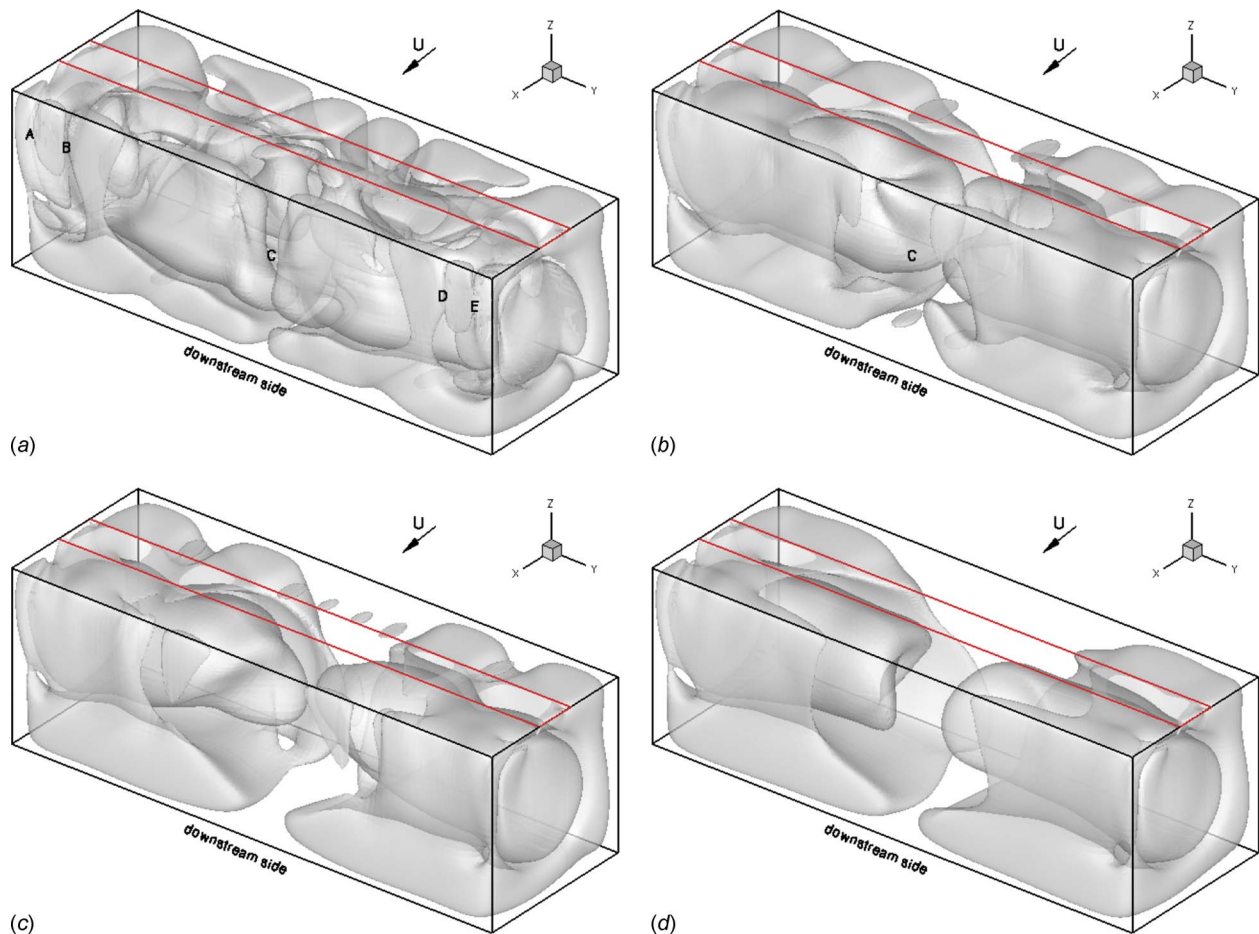 U
Z
X
Y
A
B
C
D
E
downstream side
(a)
U
Z
X
Y
C
downstream side
(b)
U
Z
X
Y
downstream side
(c)
U
Z
X
Y
downstream side
(d)